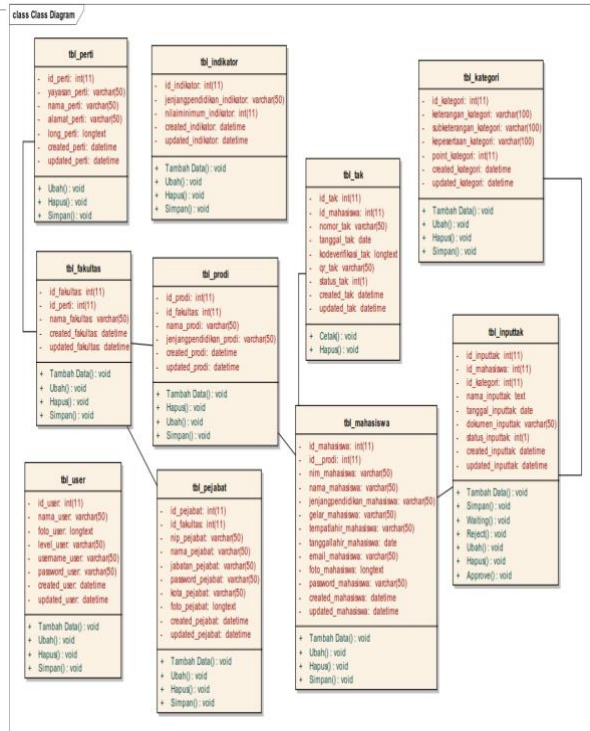 class Class Diagram
tbl_perti
- id_perti: int(11)
- yayasan_perti: varchar(50)
- nama_perti: varchar(50)
- alamat_perti: varchar(50)
- long_perti: longtext
- created_perti: datetime
- updated_perti: datetime
+ Ubah() : void
+ Hapus() : void
+ Simpan() : void
tbl_indikator
- id_indikator: int(11)
- jenjangpendidikan_indikator: varchar(50)
- nilaiminimum_indikator: int(11)
- created_indikator: datetime
- updated_indikator: datetime
+ Tambah Data() : void
+ Ubah() : void
+ Hapus() : void
+ Simpan() : void
tbl_kategori
- id_kategori: int(11)
- keterangan_kategori: varchar(100)
- subketerangan_kategori: varchar(100)
- kepesertaan_kategori: varchar(100)
- point_kategori: int(11)
- created_kategori: datetime
- updated_kategori: datetime
+ Tambah Data() : void
+ Ubah() : void
+ Hapus() : void
+ Simpan() : void
tbl_tak
- id_tak: int(11)
- id_mahasiswa: int(11)
- nomor_tak: varchar(50)
- tanggal_tak: date
- kodeverifikasi_tak: longtext
- qr_tak: varchar(50)
- status_tak: int(1)
- created_tak: datetime
- updated_tak: datetime
+ Cetak() : void
+ Hapus() : void
tbl_fakultas
- id_fakultas: int(11)
- id_perti: int(11)
- nama_fakultas: varchar(50)
- created_fakultas: datetime
- updated_fakultas: datetime
+ Tambah Data() : void
+ Ubah() : void
+ Hapus() : void
+ Simpan() : void
tbl_prodi
- id_prodi: int(11)
- id_fakultas: int(11)
- nama_prodi: varchar(50)
- jenjangpendidikan_prodi: varchar(50)
- created_prodi: datetime
- updated_prodi: datetime
+ Tambah Data() : void
+ Hapus() : void
+ Ubah() : void
+ Simpan() : void
tbl_inputtak
- id_inputtak: int(11)
- id_mahasiswa: int(11)
- id_kategori: int(11)
- nama_inputtak: text
- tanggal_inputtak: date
- dokumen_inputtak: varchar(50)
- status_inputtak: int(1)
- created_inputtak: datetime
- updated_inputtak: datetime
+ Tambah Data() : void
+ Simpan() : void
+ Waiting() : void
+ Reject() : void
+ Ubah() : void
+ Hapus() : void
+ Approve() : void
tbl_mahasiswa
- id_mahasiswa: int(11)
- id__prodi: int(11)
- nim_mahasiswa: varchar(50)
- nama_mahasiswa: varchar(50)
- jenjangpendidikan_mahasiswa: varchar(50)
- gelar_mahasiswa: varchar(50)
- tempatlahir_mahasiswa: varchar(50)
- tanggallahir_mahasiswa: date
- email_mahasiswa: varchar(50)
- foto_mahasiswa: longtext
- password_mahasiswa: varchar(50)
- created_mahasiswa: datetime
- updated_mahasiswa: datetime
+ Tambah Data() : void
+ Ubah() : void
+ Hapus() : void
+ Simpan() : void
tbl_user
- id_user: int(11)
- nama_user: varchar(50)
- foto_user: longtext
- level_user: varchar(50)
- username_user: varchar(50)
- password_user: varchar(50)
- created_user: datetime
- updated_user: datetime
+ Tambah Data() : void
+ Ubah() : void
+ Hapus() : void
+ Simpan() : void
tbl_pejabat
- id_pejabat: int(11)
- id_fakultas: int(11)
- nip_pejabat: varchar(50)
- nama_pejabat: varchar(50)
- jabatan_pejabat: varchar(50)
- password_pejabat: varchar(50)
- kota_pejabat: varchar(50)
- foto_pejabat: longtext
- created_pejabat: datetime
- updated_pejabat: datetime
+ Tambah Data() : void
+ Ubah() : void
+ Hapus() : void
+ Simpan() : void